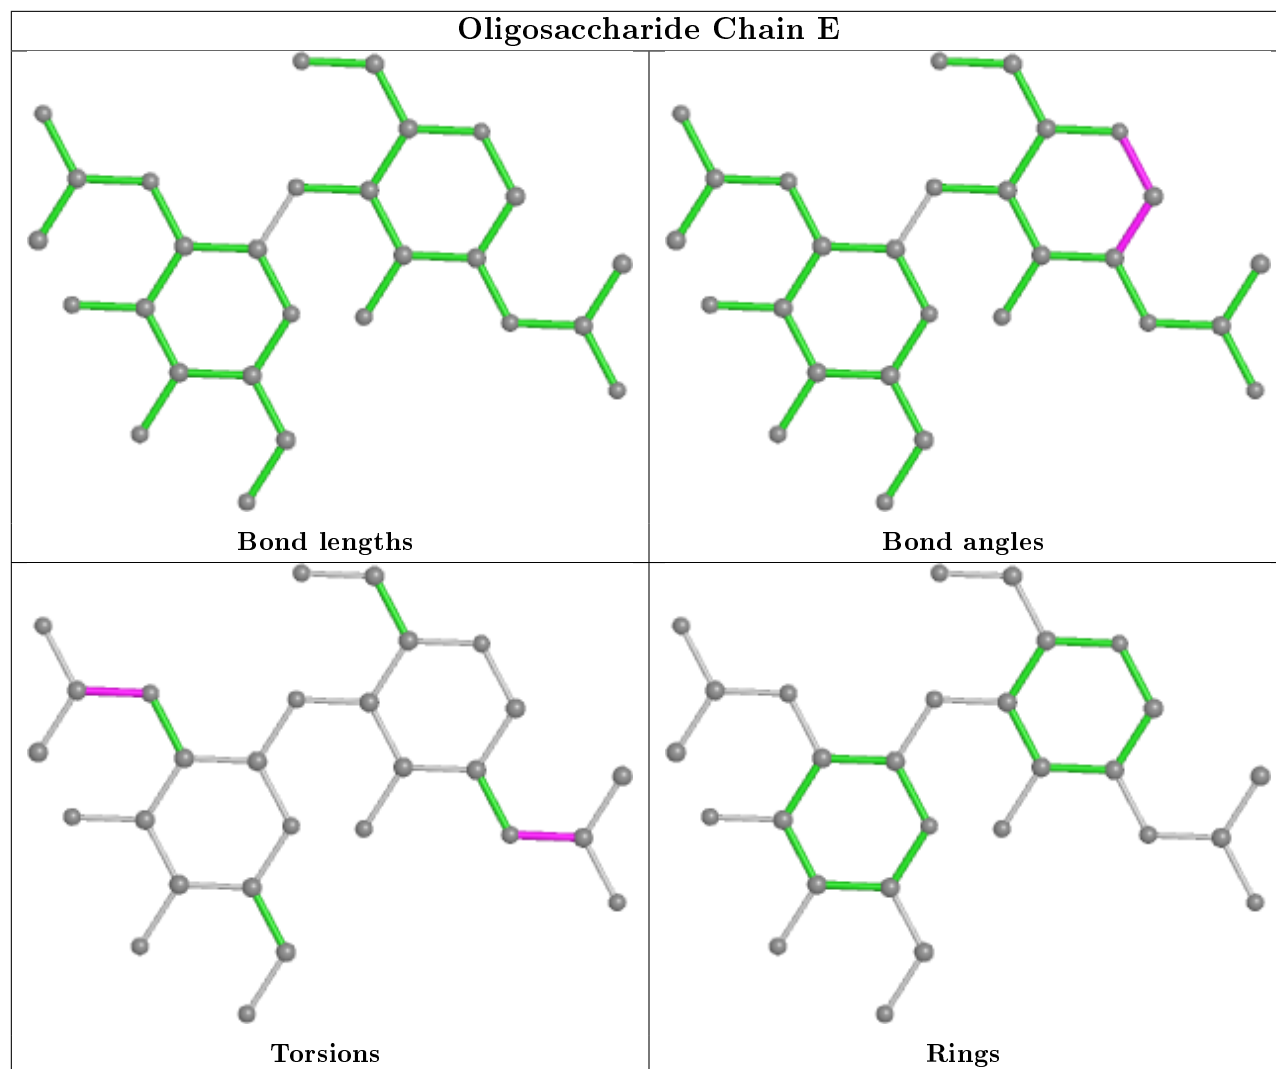 Oligosaccharide Chain E
Bond lengths
Bond angles
Torsions
Rings